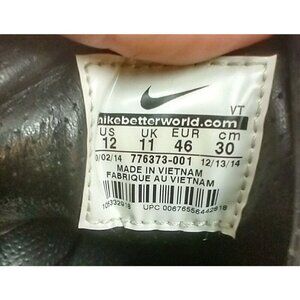 VT
nikebetterworld.com
US UK EUR cm
12 11 46 30
776373-001 12/13/14
MADE IN VIETNAM
FABRIQUE AU VIETNAM
UPC